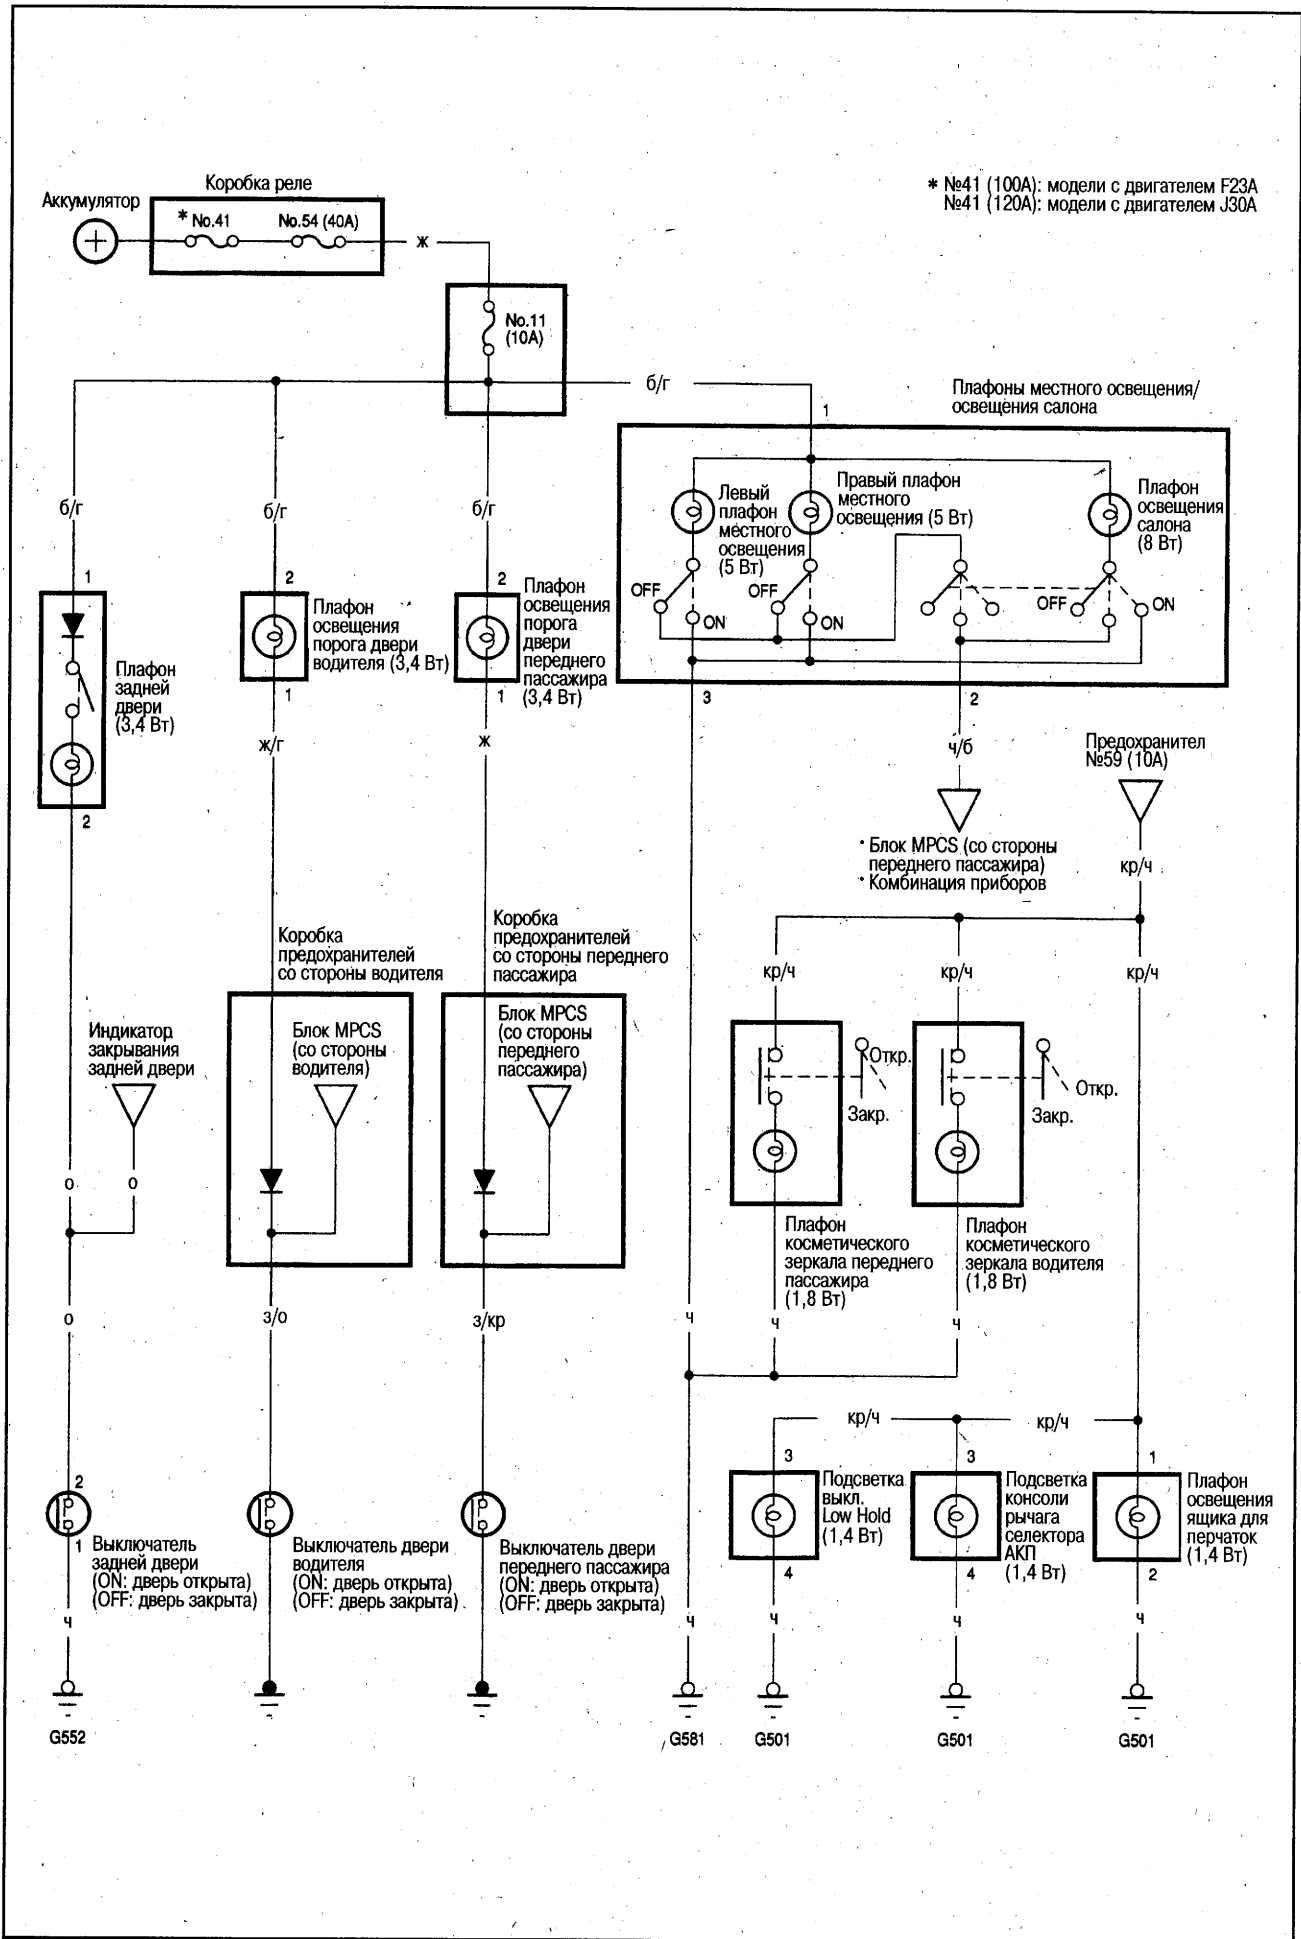 Коробка реле
Аккумулятор
* No.41
No.54 (40A)
ж
* №41 (100A): модели с двигателем F23A
№41 (120A): модели с двигателем J30A
No.11
(10A)
б/г
Плафоны местного освещения/
освещения салона
1
Левый
плафон
местного
освещения
(5 Вт)
Правый плафон
местного
освещения (5 Вт)
Плафон
освещения
салона
(8 Вт)
OFF
ON
OFF
ON
OFF
ON
3
2
б/г
б/г
б/г
1
2
2
Плафон
задней
двери
(3,4 Вт)
Плафон
освещения
порога двери
водителя (3,4 Вт)
Плафон
освещения
порога
двери
переднего
пассажира
(3,4 Вт)
2
1
1
ж/г
ж
ч/б
Предохранител
№59 (10A)
· Блок MPCS (со стороны
переднего пассажира)
· Комбинация приборов
кр/ч
Коробка
предохранителей
со стороны водителя
Коробка
предохранителей
со стороны переднего
пассажира
кр/ч
кр/ч
кр/ч
Индикатор
закрывания
задней двери
Блок MPCS
(со стороны
водителя)
Блок MPCS
(со стороны
переднего
пассажира)
Откр.
Закр.
Откр.
Закр.
о
о
Плафон
косметического
зеркала переднего
пассажира
(1,8 Вт)
Плафон
косметического
зеркала водителя
(1,8 Вт)
о
з/о
з/кр
ч
ч
ч
кр/ч
кр/ч
2
1
Выключатель
задней двери
(ON: дверь открыта)
(OFF: дверь закрыта)
Выключатель двери
водителя
(ON: дверь открыта)
(OFF: дверь закрыта)
Выключатель двери
переднего пассажира
(ON: дверь открыта)
(OFF: дверь закрыта)
3
Подсветка
выкл.
Low Hold
(1,4 Вт)
4
3
Подсветка
консоли
рычага
селектора
АКП
(1,4 Вт)
4
1
Плафон
освещения
ящика для
перчаток
(1,4 Вт)
2
ч
ч
ч
ч
ч
G552
G581
G501
G501
G501